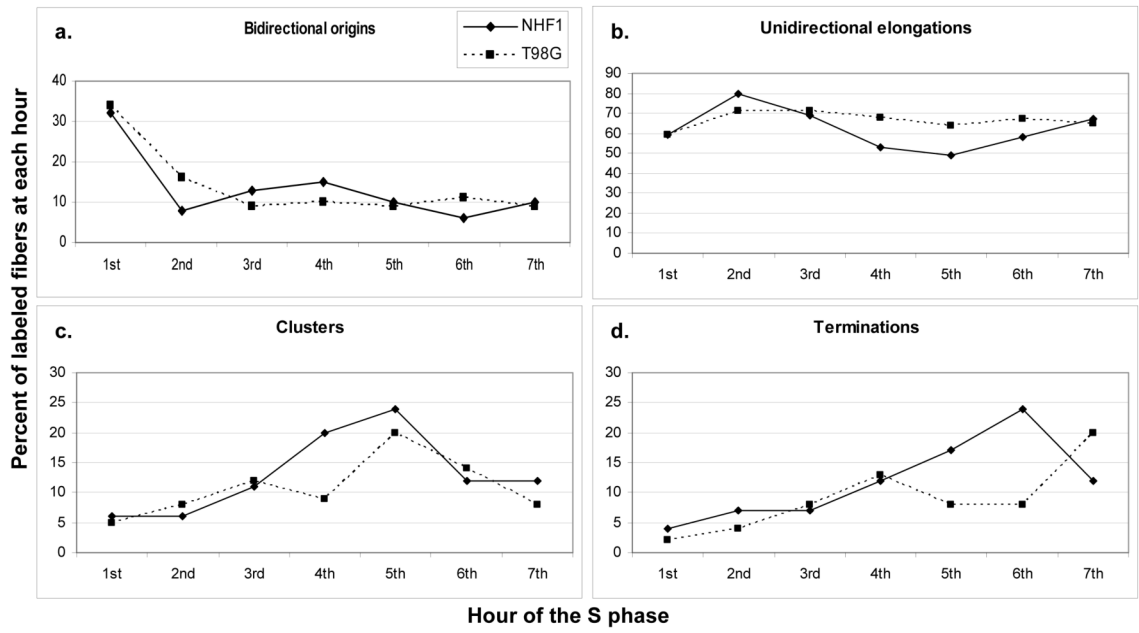 Percent of labeled fibers at each hour
a.
Bidirectional origins
NHF1
T98G
40
30
20
10
0
1st 2nd 3rd 4th 5th 6th 7th
b.
Unidirectional elongations
90
80
70
60
50
40
30
20
10
0
1st 2nd 3rd 4th 5th 6th 7th
c.
Clusters
30
25
20
15
10
5
0
1st 2nd 3rd 4th 5th 6th 7th
d.
Terminations
30
25
20
15
10
5
0
1st 2nd 3rd 4th 5th 6th 7th
Hour of the S phase